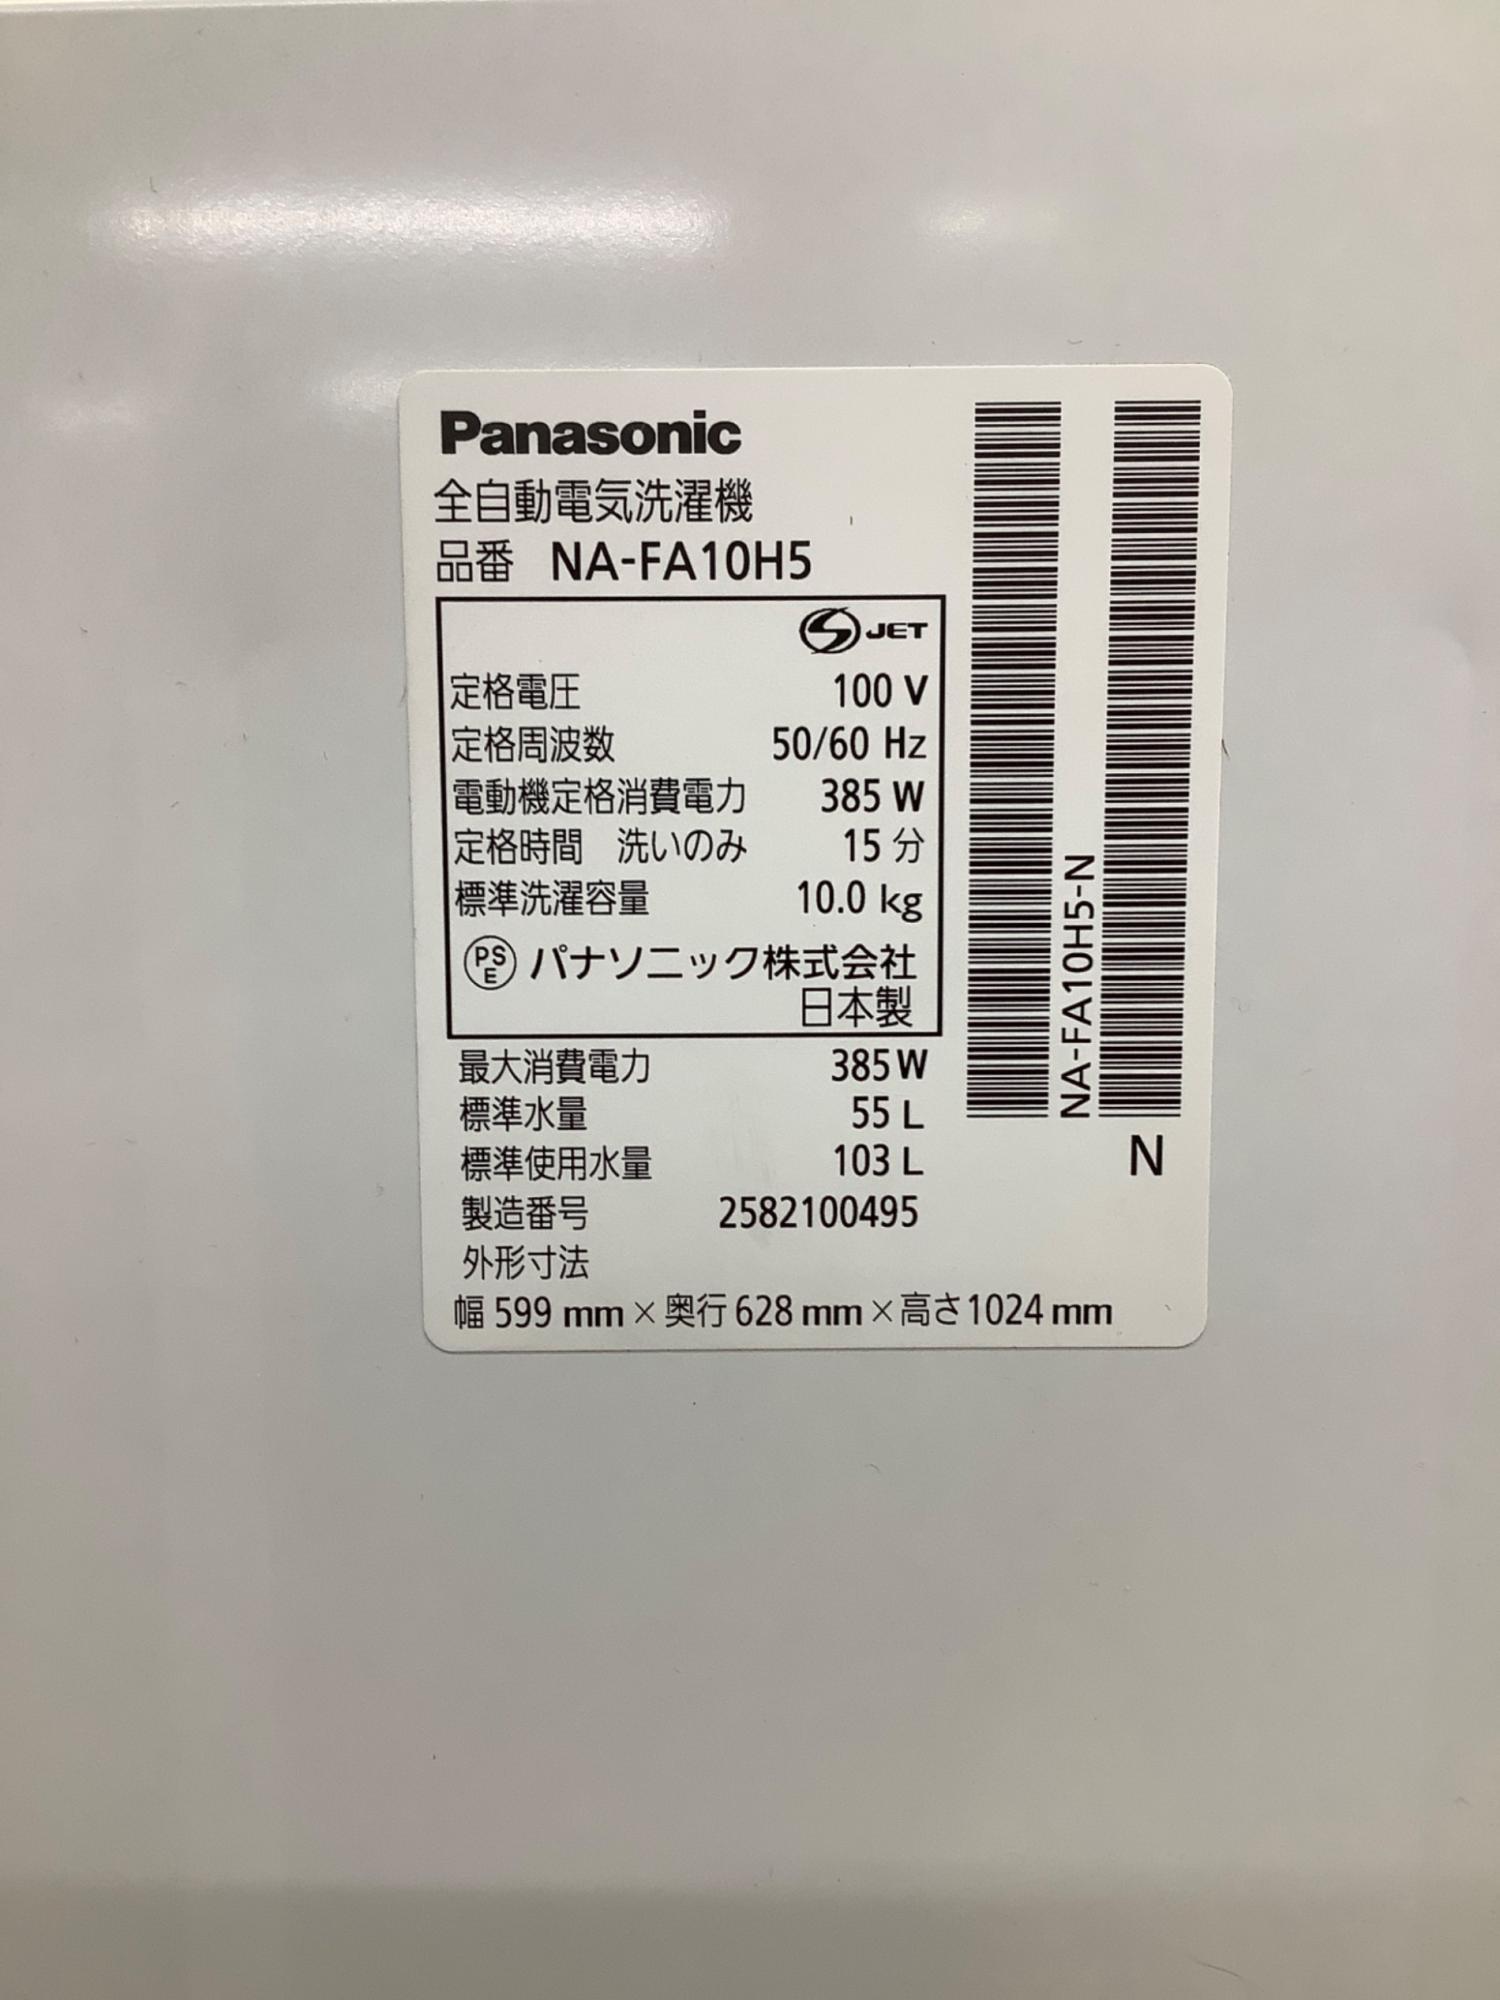 Panasonic
全自動電気洗濯機
品番 NA-FA10H5
S JET
定格電圧 100 V
定格周波数 50/60 Hz
電動機定格消費電力 385 W
定格時間 洗いのみ 15 分
標準洗濯容量 10.0 kg
PSE パナソニック株式会社
日本製
最大消費電力 385 W
標準水量 55 L
標準使用水量 103 L
製造番号 2582100495
外形寸法
幅 599 mm × 奥行 628 mm × 高さ 1024 mm
NA-FA10H5-N
N